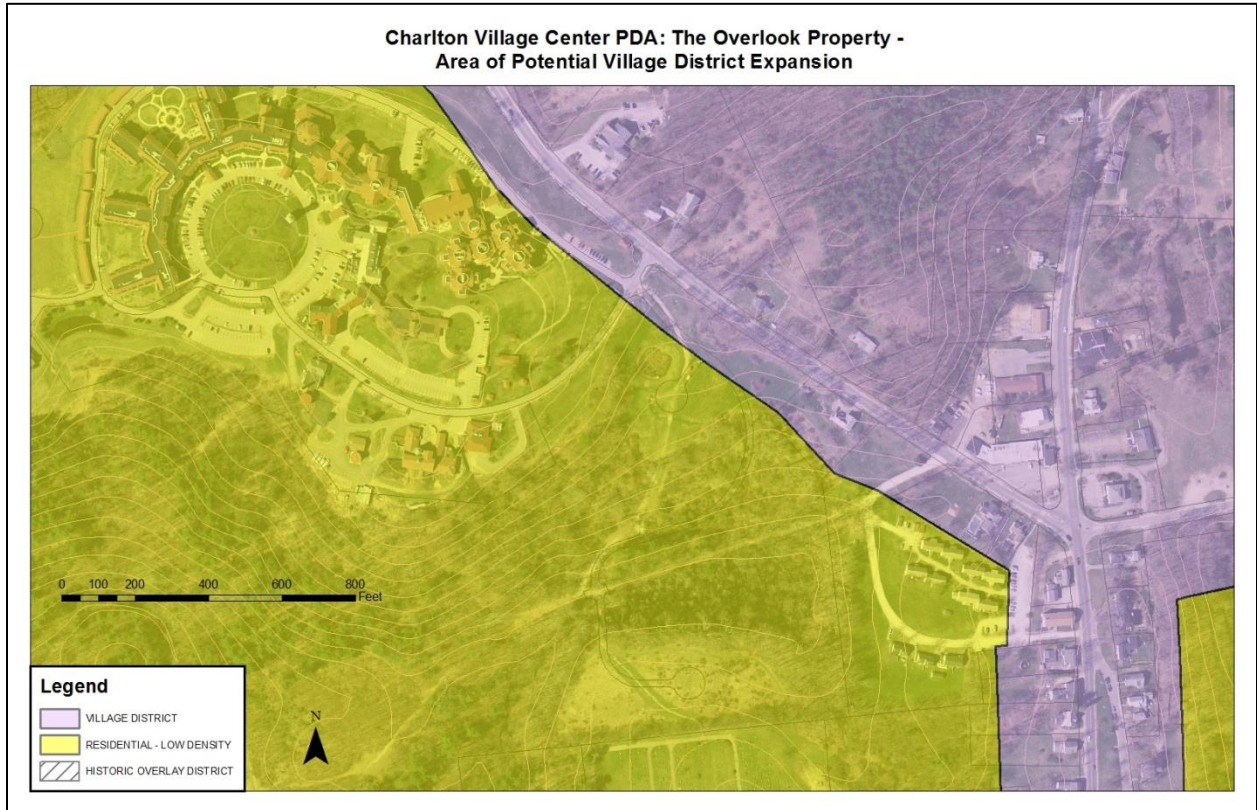 Charlton Village Center PDA: The Overlook Property -
Area of Potential Village District Expansion
0 100 200 400 600 800
Feet
Legend
VILLAGE DISTRICT
RESIDENTIAL - LOW DENSITY
HISTORIC OVERLAY DISTRICT
N